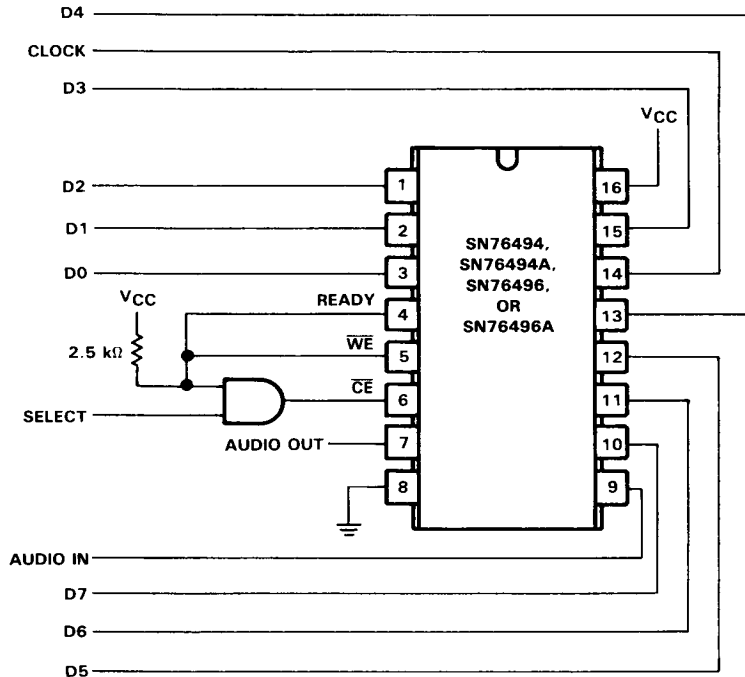 D4
CLOCK
D3
VCC
D2
1
16
D1
2
15
SN76494,
SN76494A,
SN76496,
OR
SN76496A
D0
3
14
VCC
READY
4
13
2.5 kΩ
WE
5
12
CE
6
11
SELECT
AUDIO OUT
7
10
8
9
AUDIO IN
D7
D6
D5